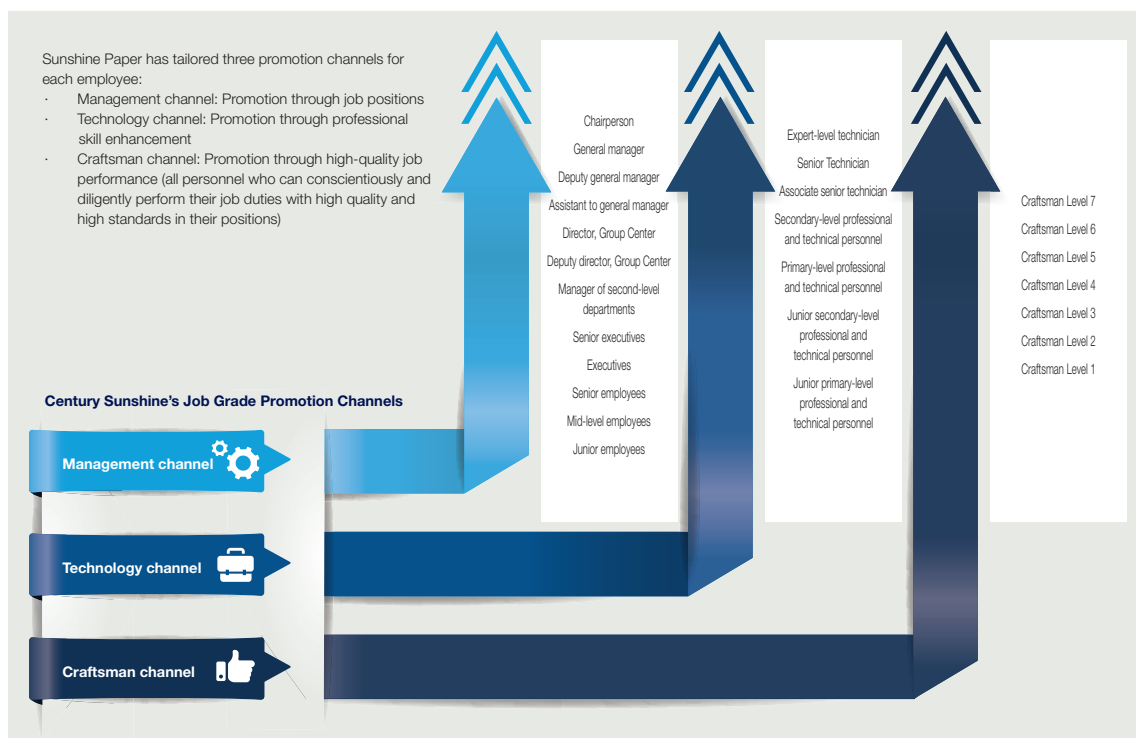 Sunshine Paper has tailored three promotion channels for
each employee:
· Management channel: Promotion through job positions
· Technology channel: Promotion through professional
skill enhancement
· Craftsman channel: Promotion through high-quality job
performance (all personnel who can conscientiously and
diligently perform their job duties with high quality and
high standards in their positions)
Century Sunshine's Job Grade Promotion Channels
Management channel
Technology channel
Craftsman channel
Chairperson
General manager
Deputy general manager
Assistant to general manager
Director, Group Center
Deputy director, Group Center
Manager of second-level
departments
Senior executives
Executives
Senior employees
Mid-level employees
Junior employees
Expert-level technician
Senior Technician
Associate senior technician
Secondary-level professional
and technical personnel
Primary-level professional
and technical personnel
Junior secondary-level
professional and
technical personnel
Junior primary-level
professional and
technical personnel
Craftsman Level 7
Craftsman Level 6
Craftsman Level 5
Craftsman Level 4
Craftsman Level 3
Craftsman Level 2
Craftsman Level 1